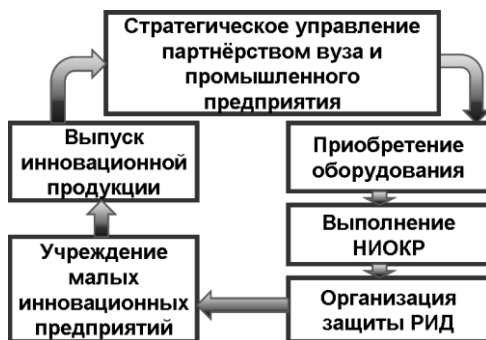 Стратегическое управление
партнёрством вуза и
промышленного
предприятия
Приобретение
оборудования
Выполнение
НИОКР
Организация
защиты РИД
Учреждение
малых
инновационных
предприятий
Выпуск
инновационной
продукции